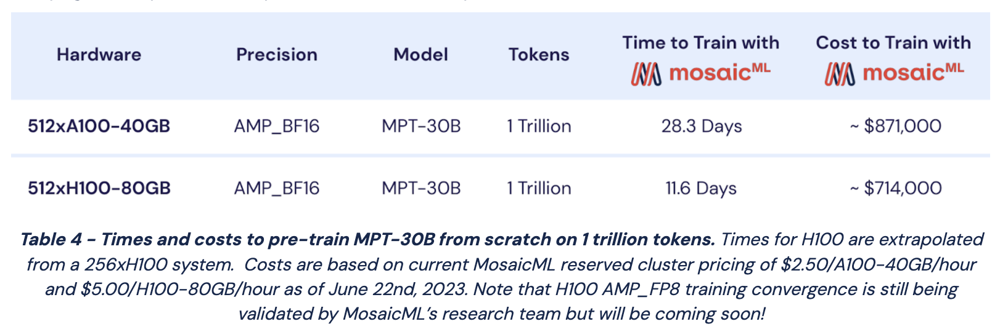 Hardware Precision Model Tokens Time to Train with mosaicML Cost to Train with mosaicML
512xA100-40GB AMP_BF16 MPT-30B 1 Trillion 28.3 Days ~ $871,000
512xH100-80GB AMP_BF16 MPT-30B 1 Trillion 11.6 Days ~ $714,000
Table 4 - Times and costs to pre-train MPT-30B from scratch on 1 trillion tokens. Times for H100 are extrapolated
from a 256xH100 system. Costs are based on current MosaicML reserved cluster pricing of $2.50/A100-40GB/hour
and $5.00/H100-80GB/hour as of June 22nd, 2023. Note that H100 AMP_FP8 training convergence is still being
validated by MosaicML's research team but will be coming soon!